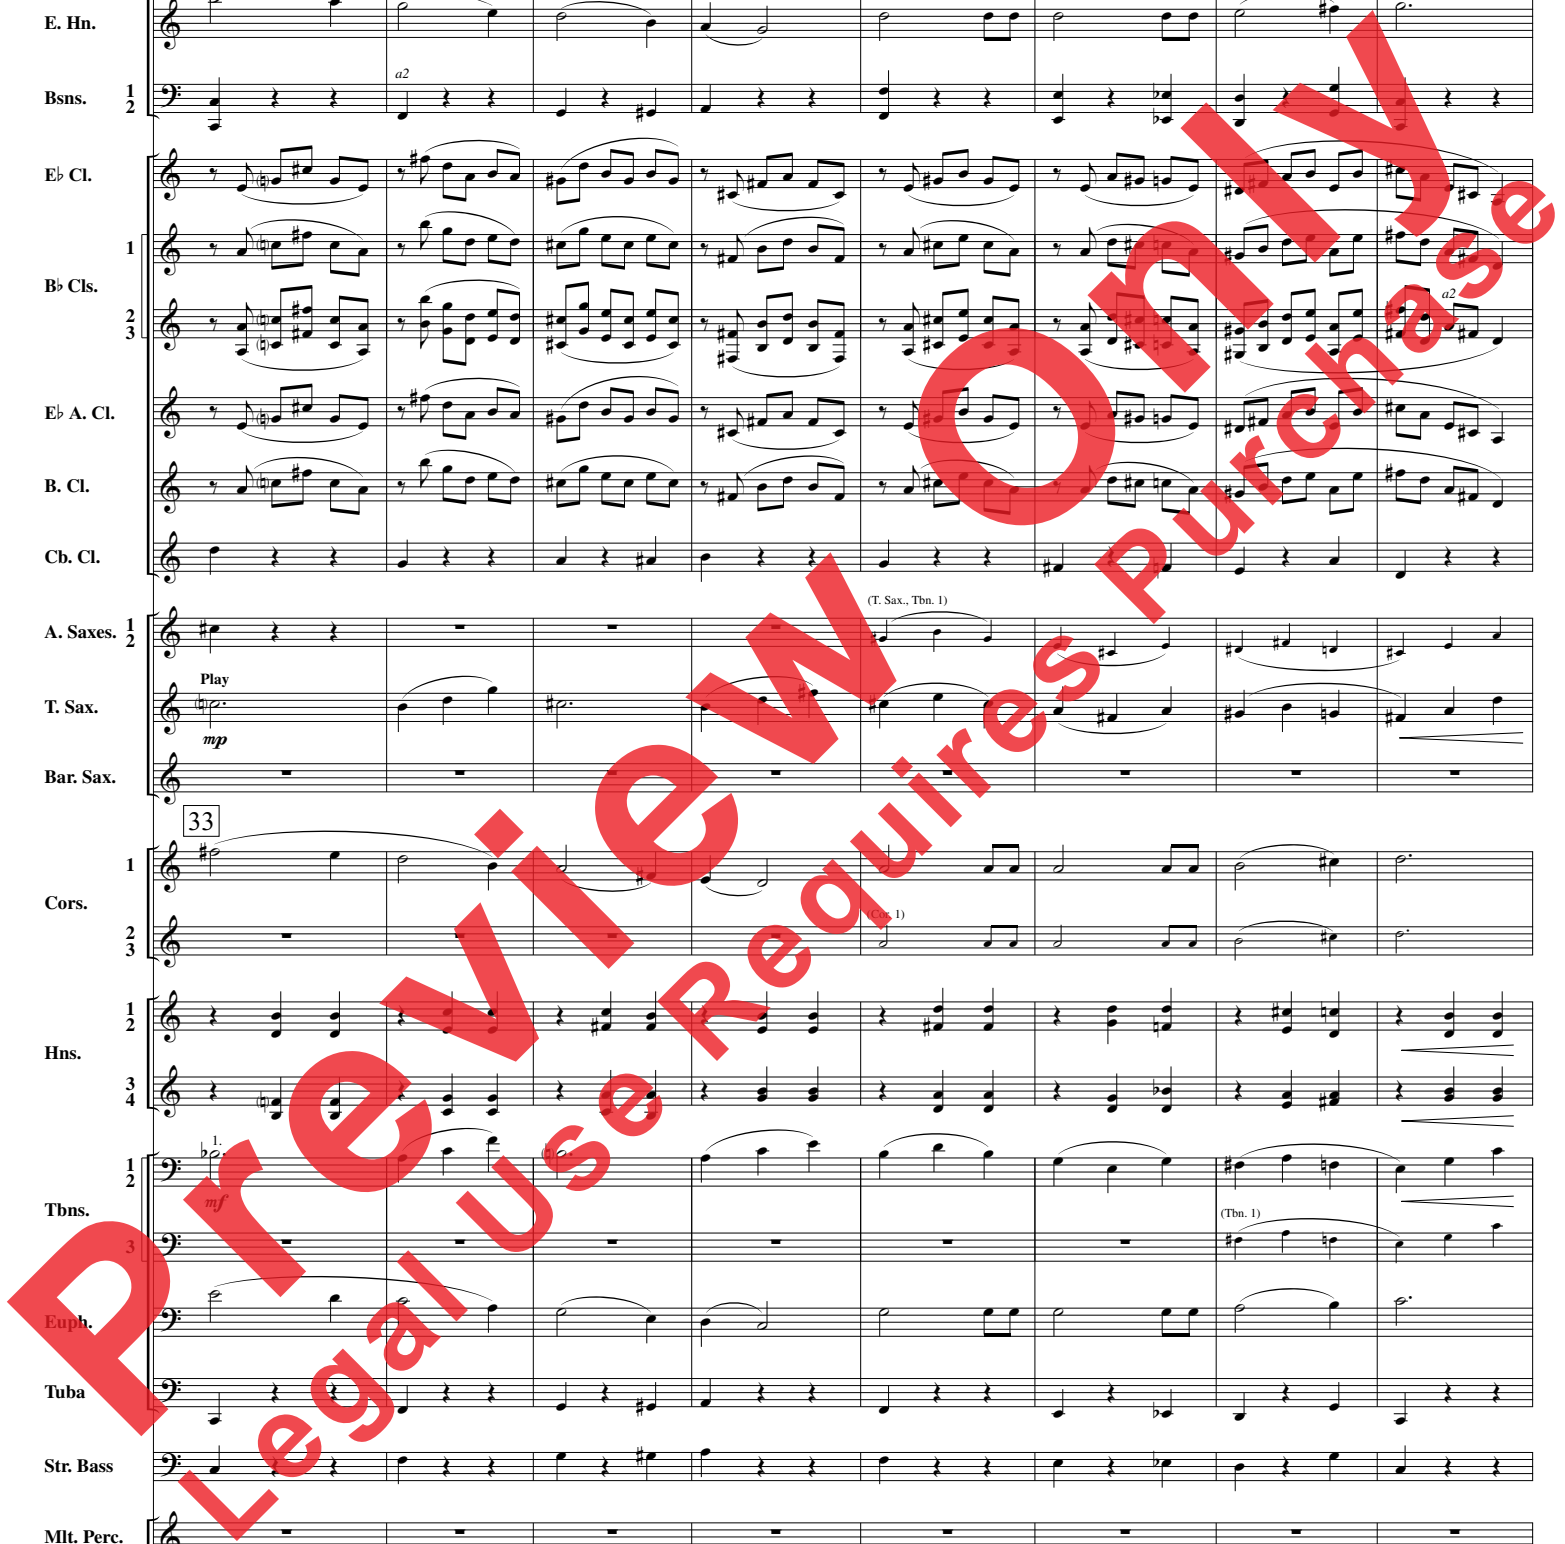 E. Hn.
a2
Bsns. 1 2
E♭ Cl.
1
B♭ Cls.
a2
2 3
E♭ A. Cl.
B. Cl.
Cb. Cl.
(T. Sax., Tbn. 1)
A. Saxes. 1 2
Play
T. Sax.
mp
Bar. Sax.
33
1
Cors.
(Cor. 1)
2 3
1 2
Hns.
3 4
1.
1 2
mf
Tbns.
(Tbn. 1)
3
Euph.
Tuba
Str. Bass
Mlt. Perc.
Preview Only
Legal Use Requires Purchase